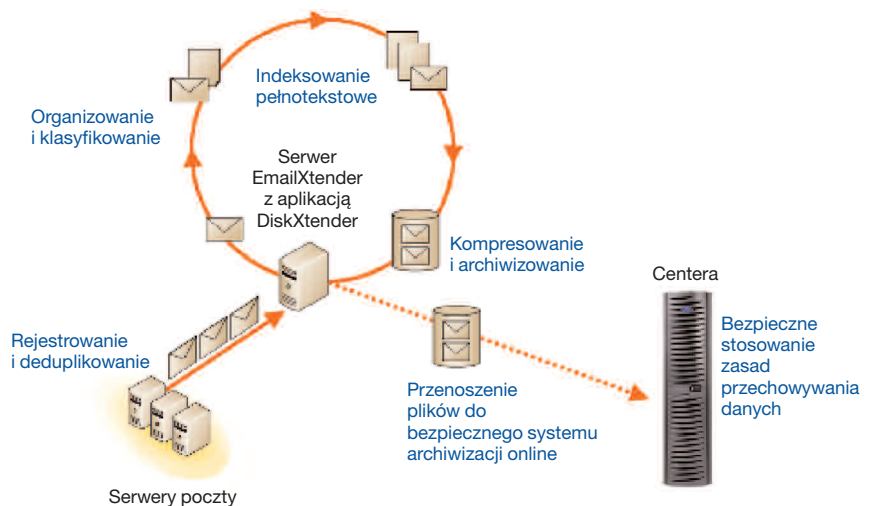 Indeksowanie
pełnotekstowe
Organizowanie
i klasyfikowanie
Serwer
EmailXtender
z aplikacją
DiskXtender
Kompresowanie
i archiwizowanie
Centera
Rejestrowanie
i deduplikowanie
Bezpieczne
stosowanie
zasad
przechowywania
danych
Przenoszenie
plików do
bezpiecznego systemu
archiwizacji online
Serwery poczty